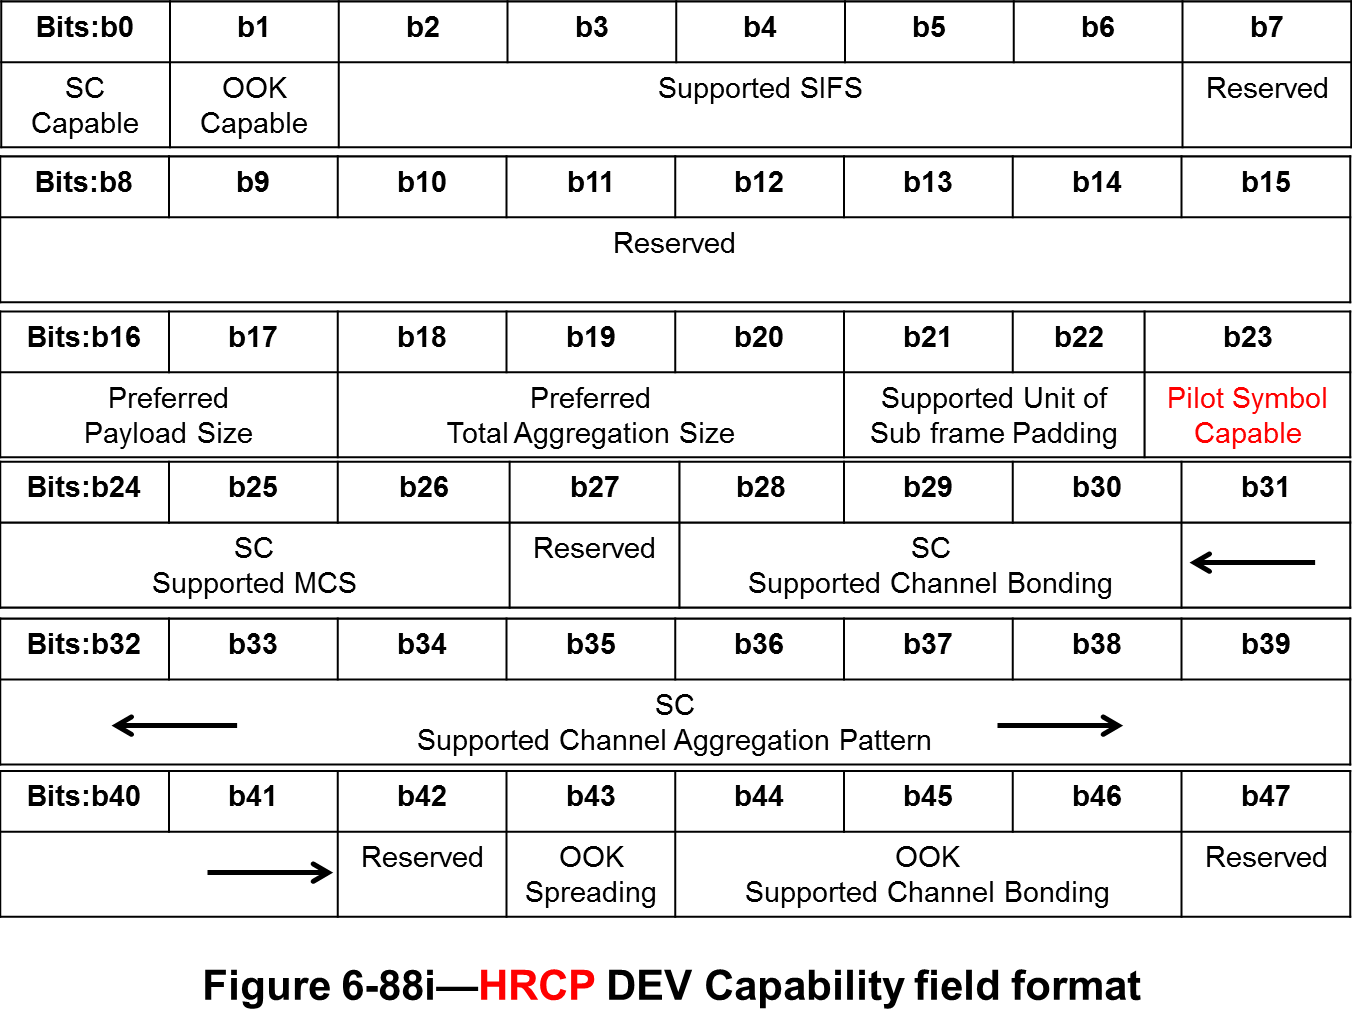 Bits:b0 b1 b2 b3 b4 b5 b6 b7
SC Capable OOK Capable Supported SIFS Reserved
Bits:b8 b9 b10 b11 b12 b13 b14 b15
Reserved
Bits:b16 b17 b18 b19 b20 b21 b22 b23
Preferred Preferred Supported Unit of Pilot Symbol
Payload Size Total Aggregation Size Sub frame Padding Capable
Bits:b24 b25 b26 b27 b28 b29 b30 b31
SC Reserved SC
Supported MCS Supported Channel Bonding
Bits:b32 b33 b34 b35 b36 b37 b38 b39
SC
Supported Channel Aggregation Pattern
Bits:b40 b41 b42 b43 b44 b45 b46 b47
Reserved OOK OOK Reserved
Spreading Supported Channel Bonding
Figure 6-88i—HRCP DEV Capability field format